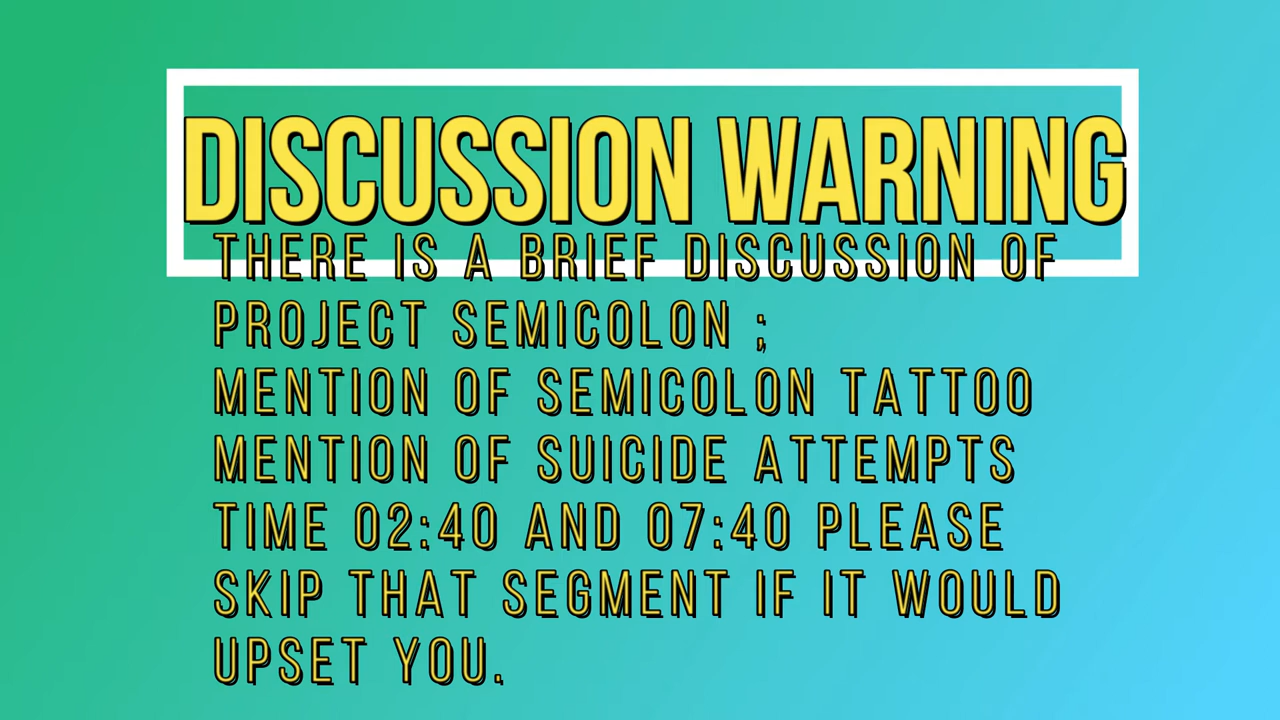 DISCUSSION WARNING
THERE IS A BRIEF DISCUSSION OF
PROJECT SEMICOLON ;
MENTION OF SEMICOLON TATTOO
MENTION OF SUICIDE ATTEMPTS
TIME 02:40 AND 07:40 PLEASE
SKIP THAT SEGMENT IF IT WOULD
UPSET YOU.